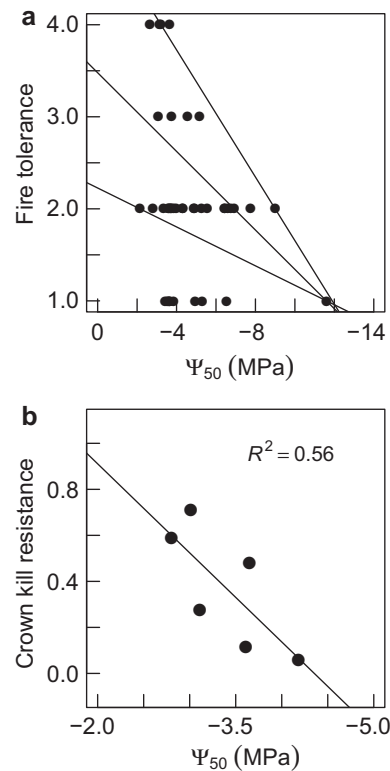 a
4.0
3.0
2.0
1.0
Fire tolerance
0 −4 −8 −14
Ψ50 (MPa)
b
R2 = 0.56
0.8
0.4
0.0
Crown kill resistance
−2.0 −3.5 −5.0
Ψ50 (MPa)